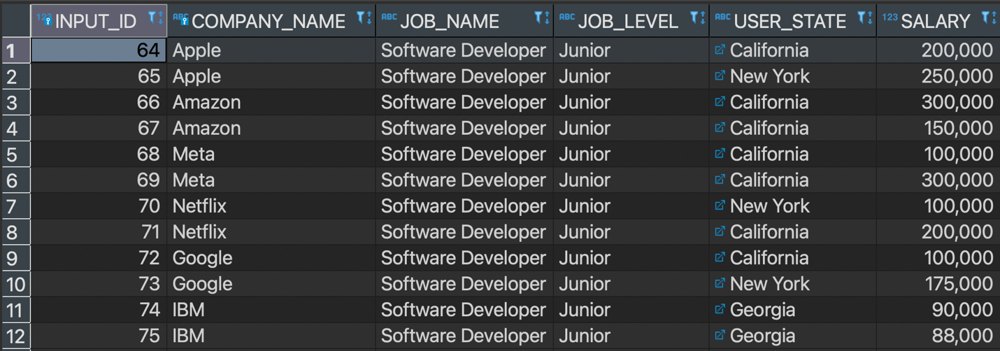 123 INPUT_ID ABC COMPANY_NAME ABC JOB_NAME ABC JOB_LEVEL ABC USER_STATE 123 SALARY
1 64 Apple Software Developer Junior California 200,000
2 65 Apple Software Developer Junior New York 250,000
3 66 Amazon Software Developer Junior California 300,000
4 67 Amazon Software Developer Junior California 150,000
5 68 Meta Software Developer Junior California 100,000
6 69 Meta Software Developer Junior California 300,000
7 70 Netflix Software Developer Junior New York 100,000
8 71 Netflix Software Developer Junior California 200,000
9 72 Google Software Developer Junior California 100,000
10 73 Google Software Developer Junior New York 175,000
11 74 IBM Software Developer Junior Georgia 90,000
12 75 IBM Software Developer Junior Georgia 88,000